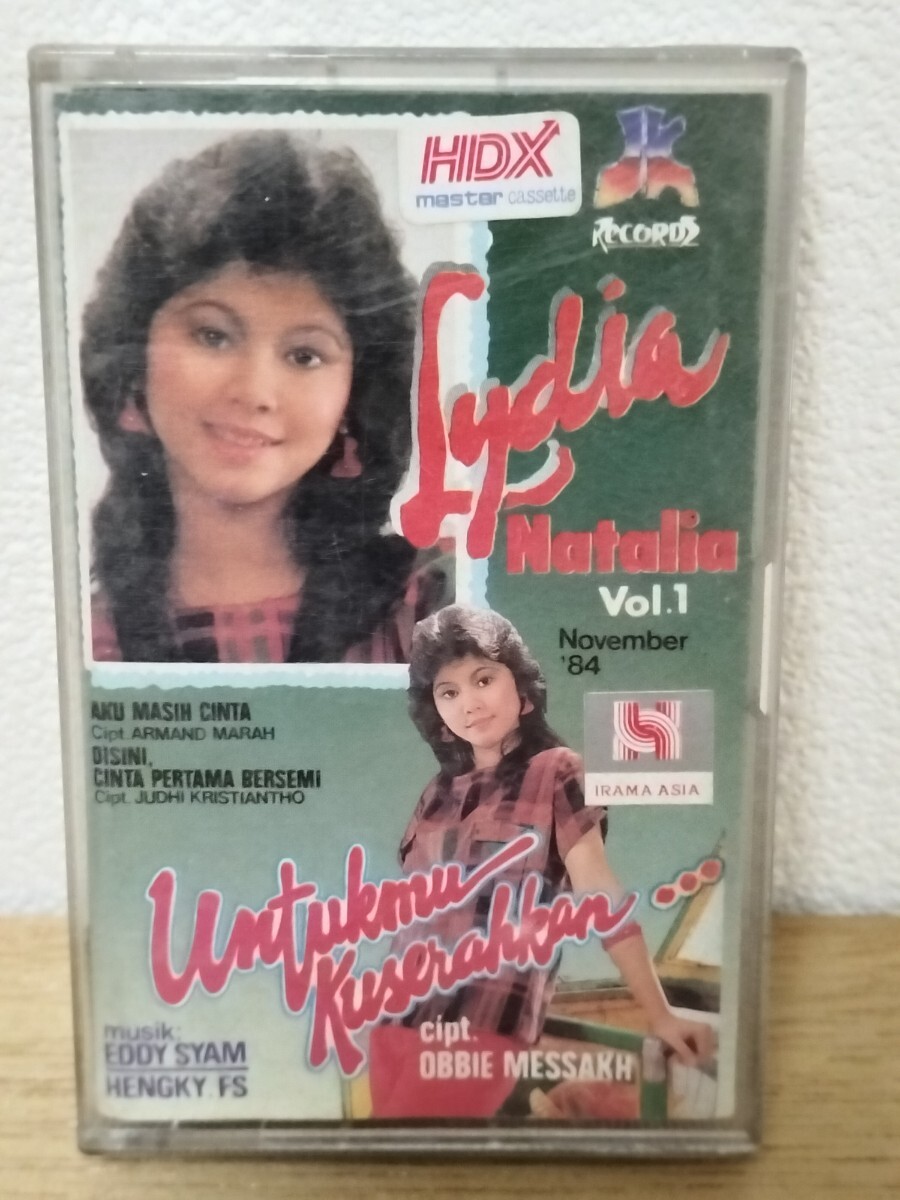 HDX
master cassette
JK
RECORDS
Lydia
Natalia
Vol.1
November
'84
AKU MASIH CINTA
Cipt. ARMAND MARAH
DISINI,
CINTA PERTAMA BERSEMI
Cipt. JUDHI KRISTIANTHO
IRAMA ASIA
Untukmu
Kuserahkan...
musik:
EDDY SYAM
HENGKY. FS
cipt.
OBBIE MESSAKH